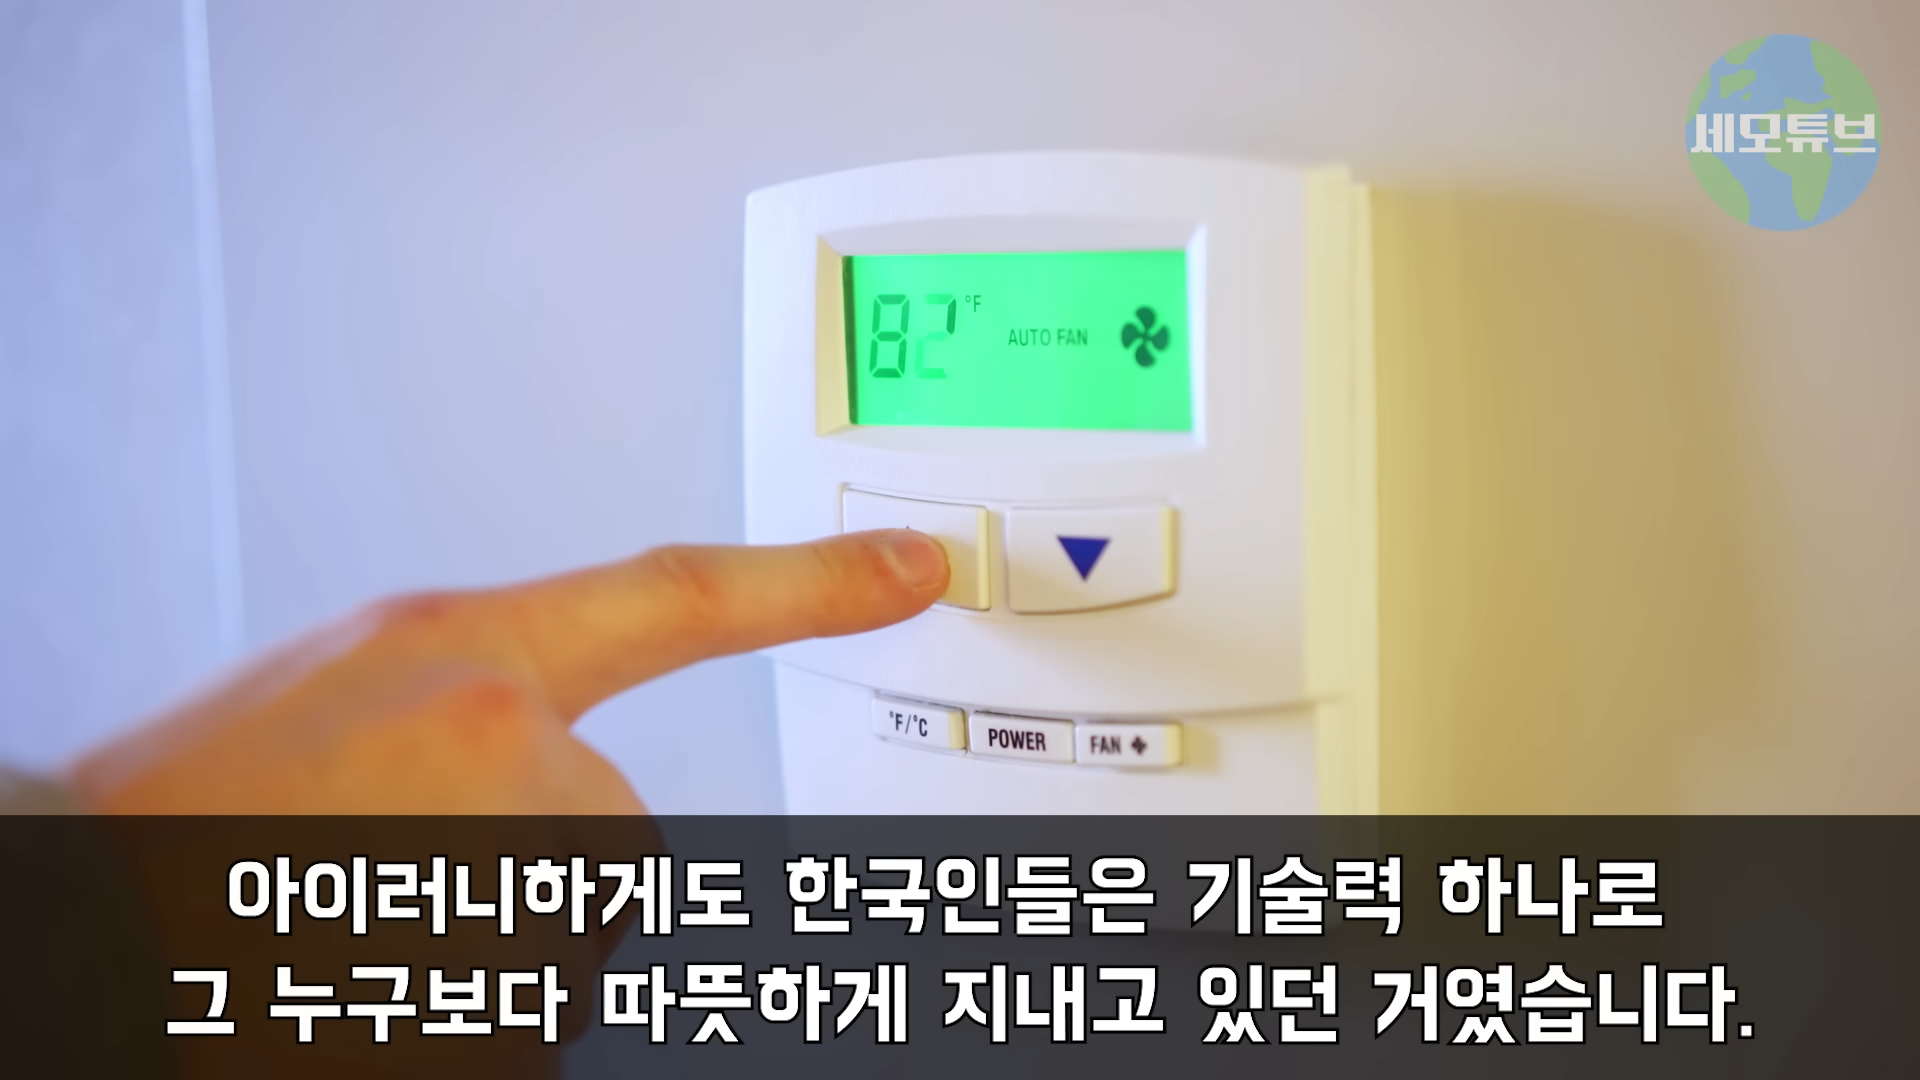 세모튜브
82 °F
AUTO FAN
°F/°C
POWER
FAN
아이러니하게도 한국인들은 기술력 하나로
그 누구보다 따뜻하게 지내고 있던 거였습니다.